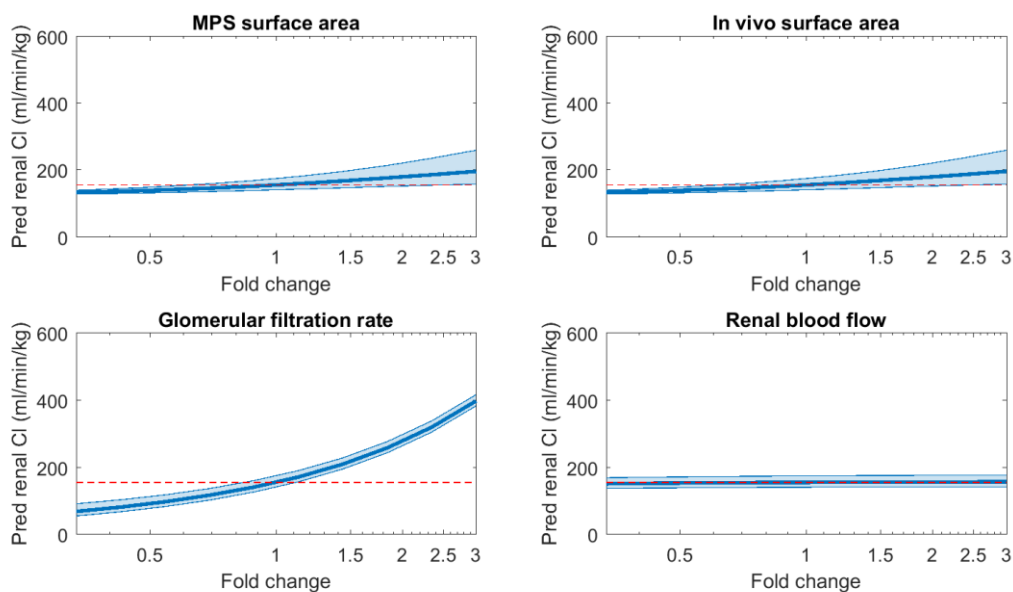 MPS surface area
600
400
200
0
Pred renal Cl (ml/min/kg)
0.5 1 1.5 2 2.5 3
Fold change
In vivo surface area
600
400
200
0
Pred renal Cl (ml/min/kg)
0.5 1 1.5 2 2.5 3
Fold change
Glomerular filtration rate
600
400
200
0
Pred renal Cl (ml/min/kg)
0.5 1 1.5 2 2.5 3
Fold change
Renal blood flow
600
400
200
0
Pred renal Cl (ml/min/kg)
0.5 1 1.5 2 2.5 3
Fold change